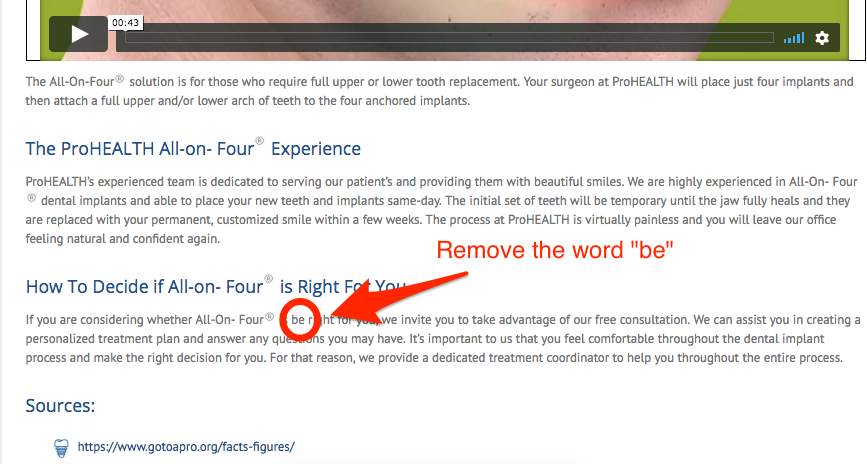 00:43
The All-On-Four® solution is for those who require full upper or lower tooth replacement. Your surgeon at ProHEALTH will place just four implants and
then attach a full upper and/or lower arch of teeth to the four anchored implants.
The ProHEALTH All-on- Four® Experience
ProHEALTH's experienced team is dedicated to serving our patient's and providing them with beautiful smiles. We are highly experienced in All-On- Four
® dental implants and able to place your new teeth and implants same-day. The initial set of teeth will be temporary until the jaw fully heals and they
are replaced with your permanent, customized smile within a few weeks. The process at ProHEALTH is virtually painless and you will leave our office
feeling natural and confident again.
Remove the word "be"
How To Decide if All-on- Four® is Right For You
If you are considering whether All-On- Four® be right for you, we invite you to take advantage of our free consultation. We can assist you in creating a
personalized treatment plan and answer any questions you may have. It's important to us that you feel comfortable throughout the dental implant
process and make the right decision for you. For that reason, we provide a dedicated treatment coordinator to help you throughout the entire process.
Sources:
https://www.gotoapro.org/facts-figures/